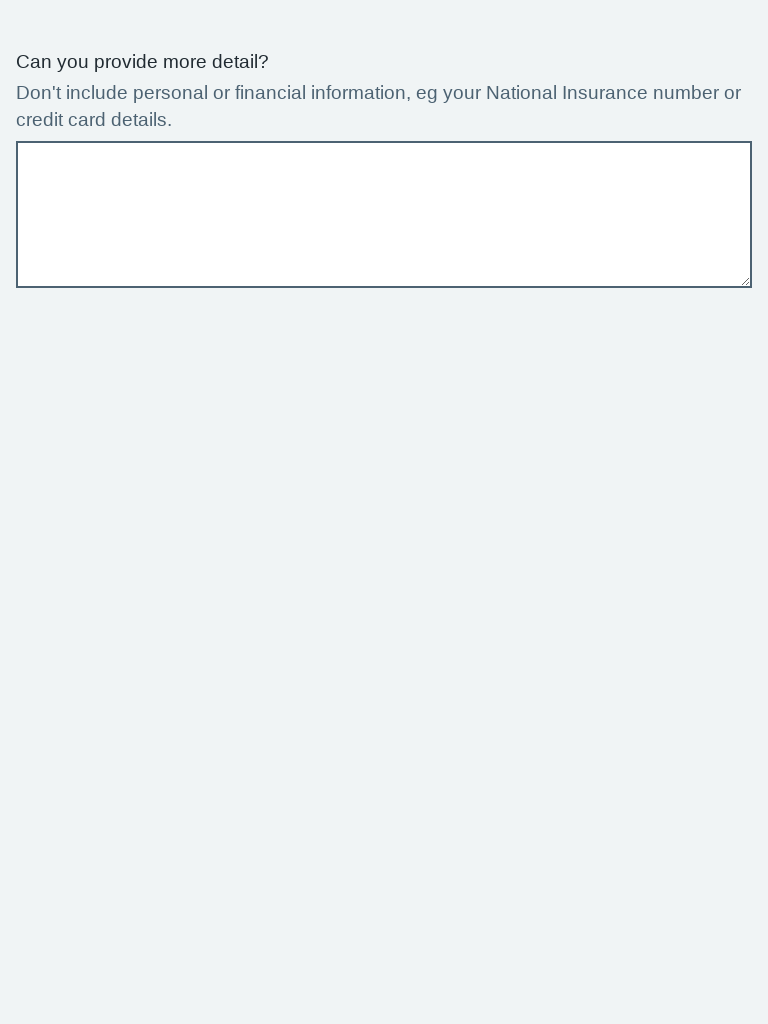 Can you provide more detail?
Don't include personal or financial information, eg your National Insurance number or
credit card details.